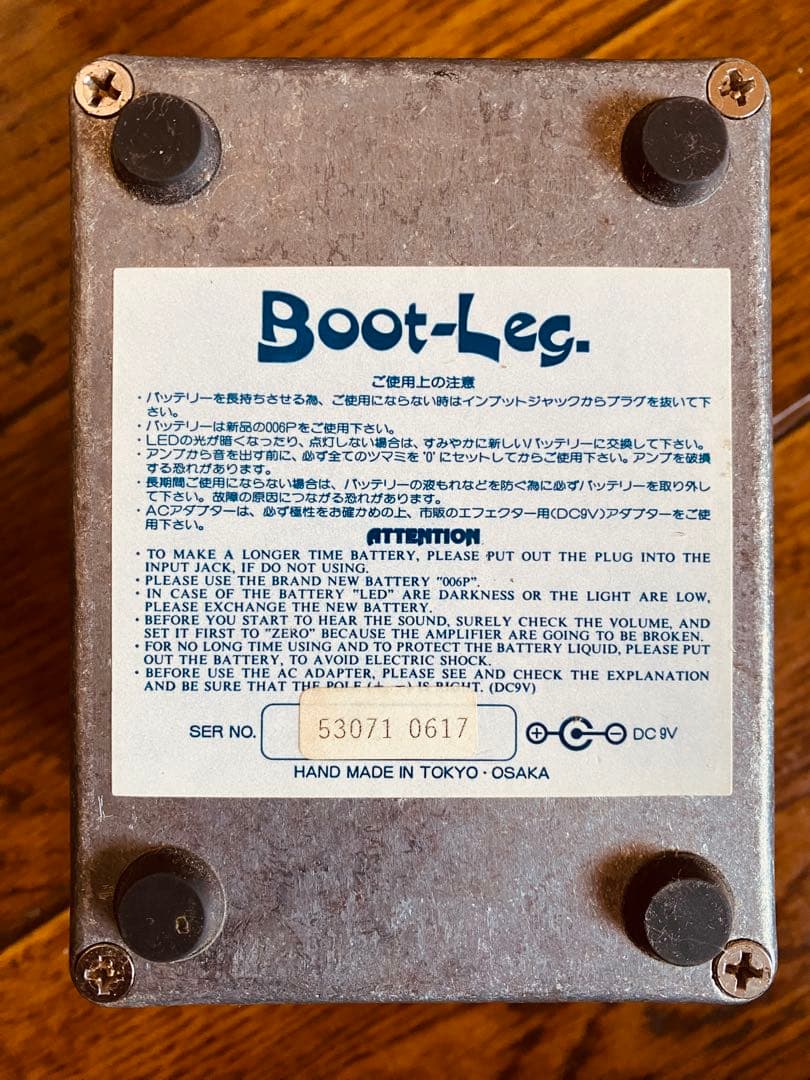 Boot-Leg.
ご使用上の注意
・バッテリーを長持ちさせる為、ご使用にならない時はインプットジャックからプラグを抜いて下
さい。
・バッテリーは新品の006Pをご使用下さい。
・LEDの光が暗くなったり、点灯しない場合は、すみやかに新しいバッテリーに交換して下さい。
・アンプから音を出す前に、必ず全てのツマミを'0'にセットしてからご使用下さい。アンプを破損
する恐れがあります。
・長期間ご使用にならない場合は、バッテリーの液もれなどを防ぐ為に必ずバッテリーを取り外し
て下さい。故障の原因につながる恐れがあります。
・ACアダプターは、必ず極性をお確かめの上、市販のエフェクター用(DC9V)アダプターをご使
用下さい。
ATTENTION
・TO MAKE A LONGER TIME BATTERY, PLEASE PUT OUT THE PLUG INTO THE
INPUT JACK, IF DO NOT USING.
・PLEASE USE THE BRAND NEW BATTERY "006P".
・IN CASE OF THE BATTERY "LED" ARE DARKNESS OR THE LIGHT ARE LOW,
PLEASE EXCHANGE THE NEW BATTERY.
・BEFORE YOU START TO HEAR THE SOUND, SURELY CHECK THE VOLUME, AND
SET IT FIRST TO "ZERO" BECAUSE THE AMPLIFIER ARE GOING TO BE BROKEN.
・FOR NO LONG TIME USING AND TO PROTECT THE BATTERY LIQUID, PLEASE PUT
OUT THE BATTERY, TO AVOID ELECTRIC SHOCK.
・BEFORE USE THE AC ADAPTER, PLEASE SEE AND CHECK THE EXPLANATION
AND BE SURE THAT THE POLE (+ −) IS RIGHT. (DC9V)
SER NO. 53071 0617 DC 9V
HAND MADE IN TOKYO・OSAKA